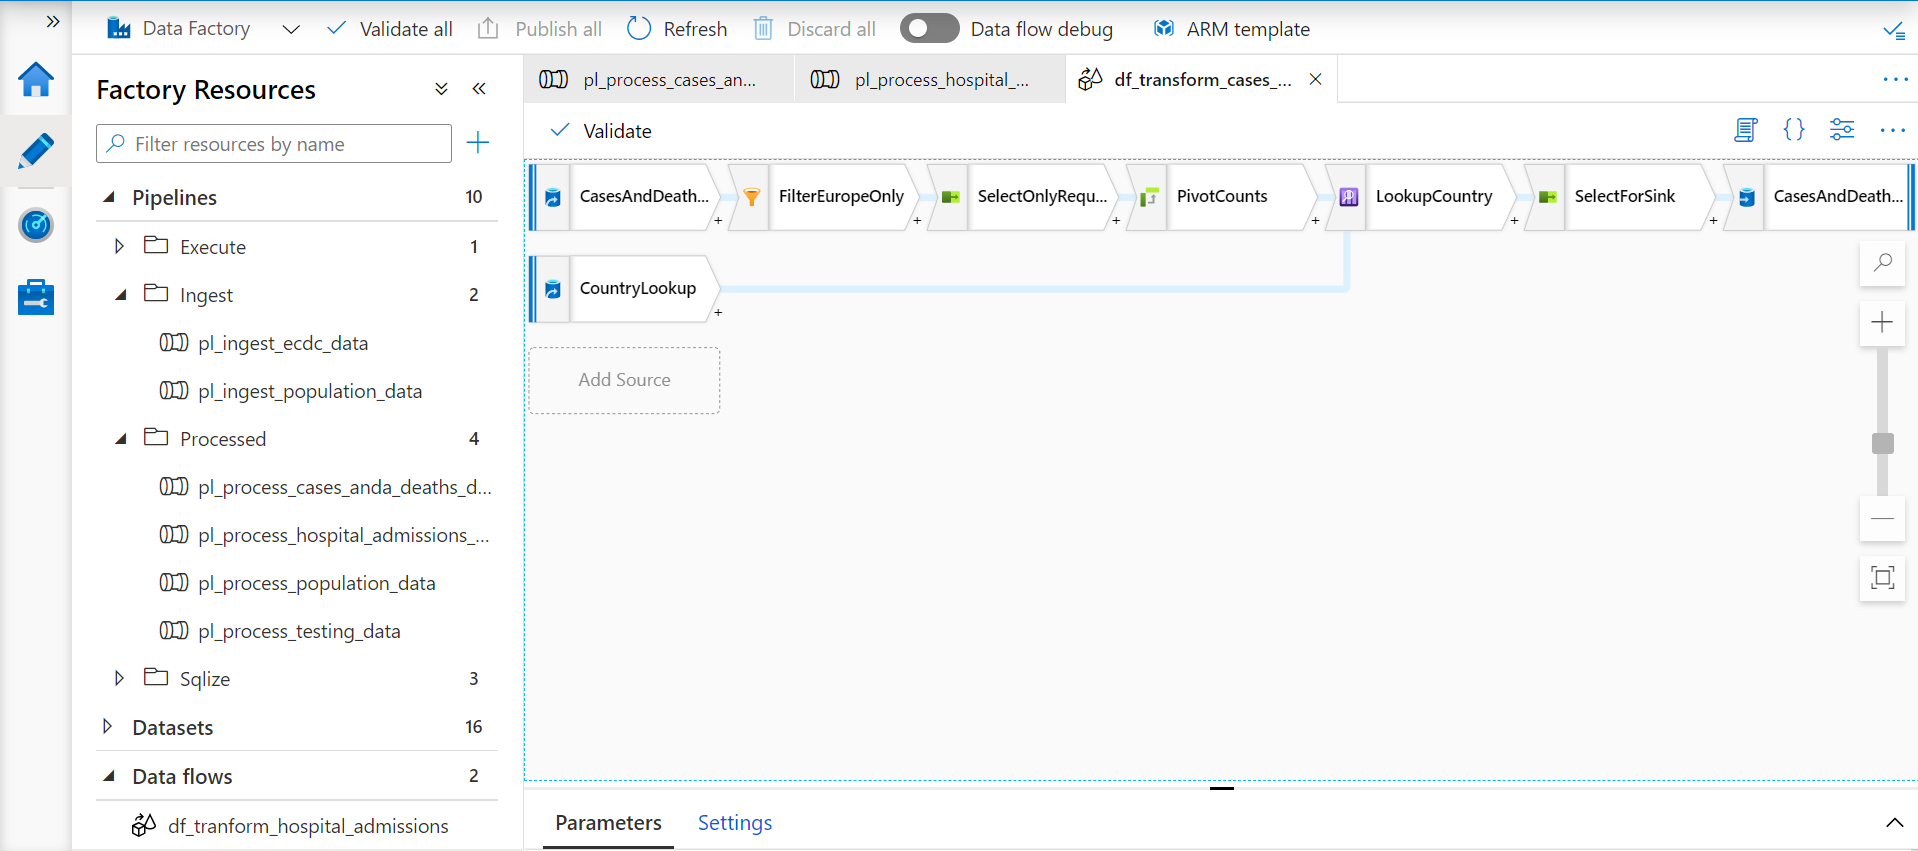 Data Factory
Validate all
Publish all
Refresh
Discard all
Data flow debug
ARM template
Factory Resources
Filter resources by name
Pipelines 10
Execute 1
Ingest 2
pl_ingest_ecdc_data
pl_ingest_population_data
Processed 4
pl_process_cases_anda_deaths_d...
pl_process_hospital_admissions_...
pl_process_population_data
pl_process_testing_data
Sqlize 3
Datasets 16
Data flows 2
df_tranform_hospital_admissions
pl_process_cases_an...
pl_process_hospital_...
df_transform_cases_...
Validate
CasesAndDeath...
FilterEuropeOnly
SelectOnlyRequ...
PivotCounts
LookupCountry
SelectForSink
CasesAndDeath...
CountryLookup
Add Source
Parameters
Settings